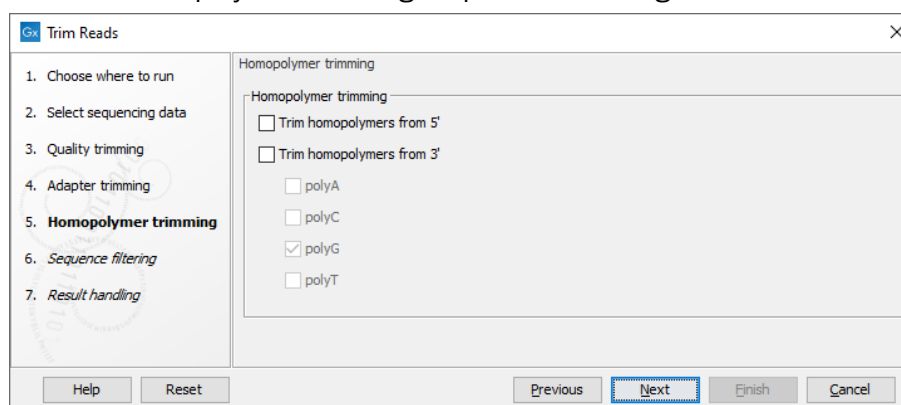 Gx Trim Reads
1. Choose where to run
2. Select sequencing data
3. Quality trimming
4. Adapter trimming
5. Homopolymer trimming
6. Sequence filtering
7. Result handling
Homopolymer trimming
Homopolymer trimming
Trim homopolymers from 5'
Trim homopolymers from 3'
polyA
polyC
polyG
polyT
Help Reset Previous Next Finish Cancel